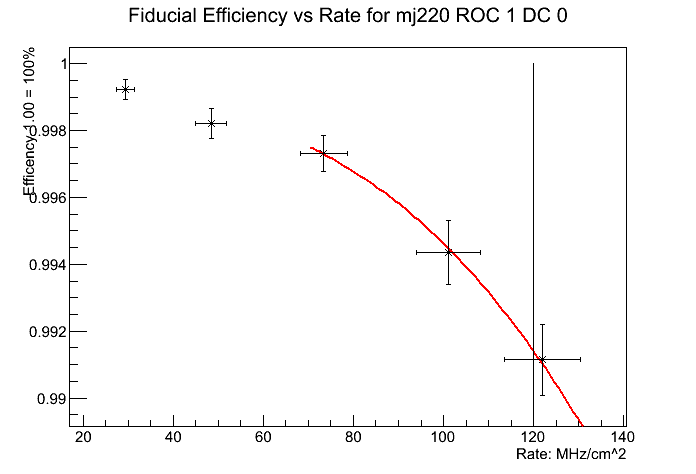 Fiducial Efficiency vs Rate for mj220 ROC 1 DC 0
Efficency 1.00 = 100%
1
0.998
0.996
0.994
0.992
0.99
20 40 60 80 100 120 140
Rate: MHz/cm^2